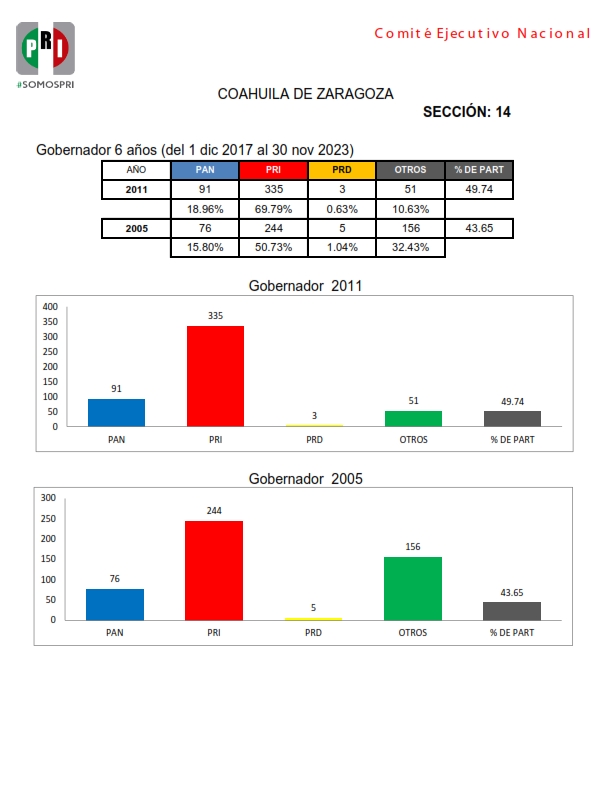 Comité Ejecutivo Nacional
PRI
#SOMOSPRI
COAHUILA DE ZARAGOZA
SECCIÓN: 14
Gobernador 6 años (del 1 dic 2017 al 30 nov 2023)
AÑO PAN PRI PRD OTROS % DE PART
2011 91 335 3 51 49.74
18.96% 69.79% 0.63% 10.63%
2005 76 244 5 156 43.65
15.80% 50.73% 1.04% 32.43%
Gobernador 2011
400
350
300
250
200
150
100
50
0
91 335 3 51 49.74
PAN PRI PRD OTROS % DE PART
Gobernador 2005
300
250
200
150
100
50
0
76 244 5 156 43.65
PAN PRI PRD OTROS % DE PART